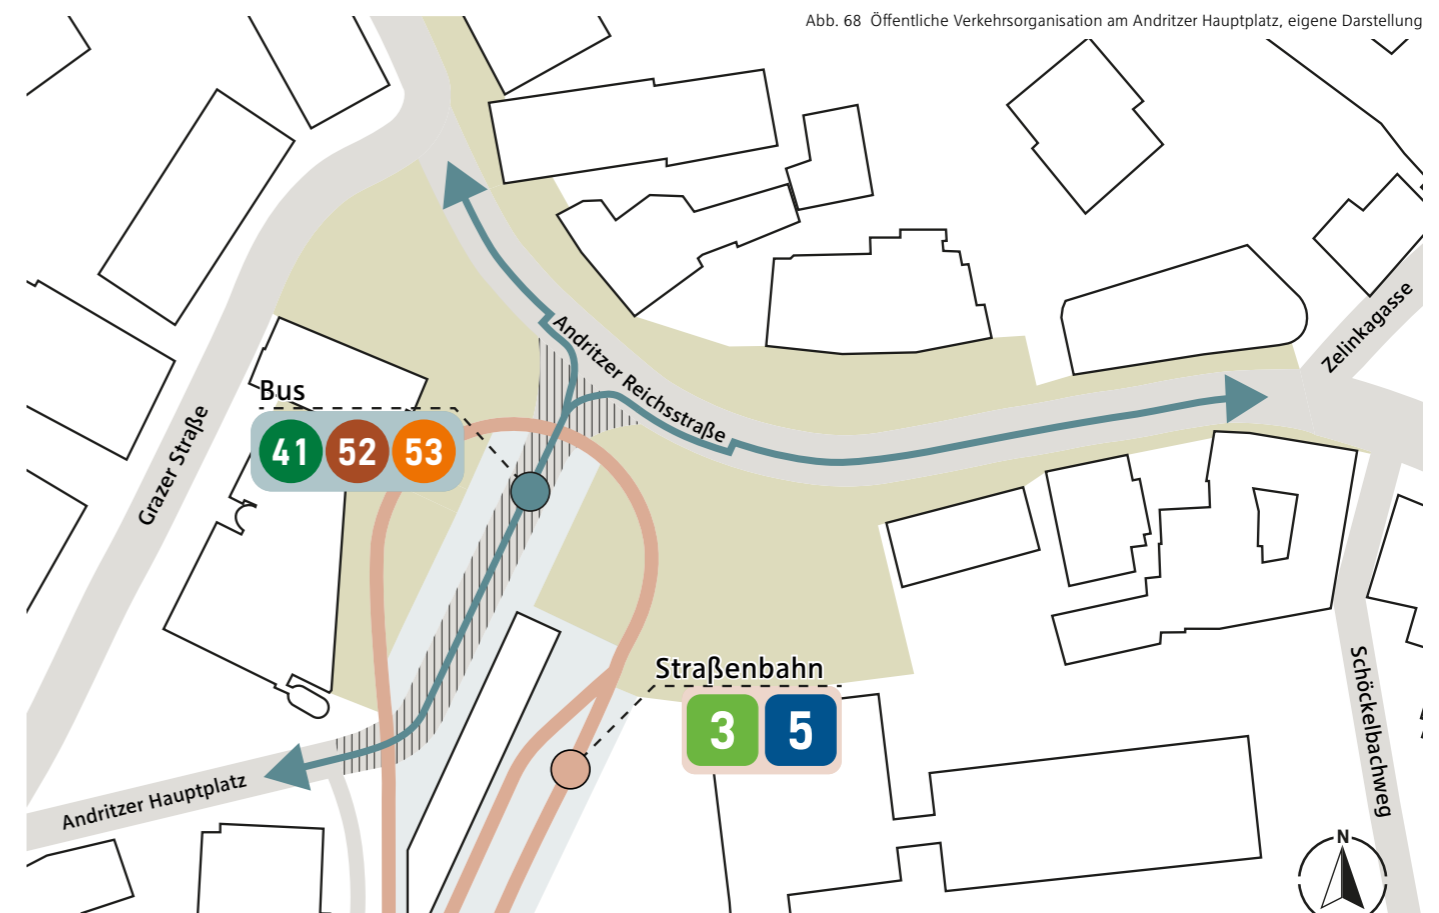 Abb. 68 Öffentliche Verkehrsorganisation am Andritzer Hauptplatz, eigene Darstellung
Andritzer Reichsstraße
Zelinkagasse
Bus
41 52 53
Grazer Straße
Straßenbahn
3 5
Schöckelbachweg
Andritzer Hauptplatz
N